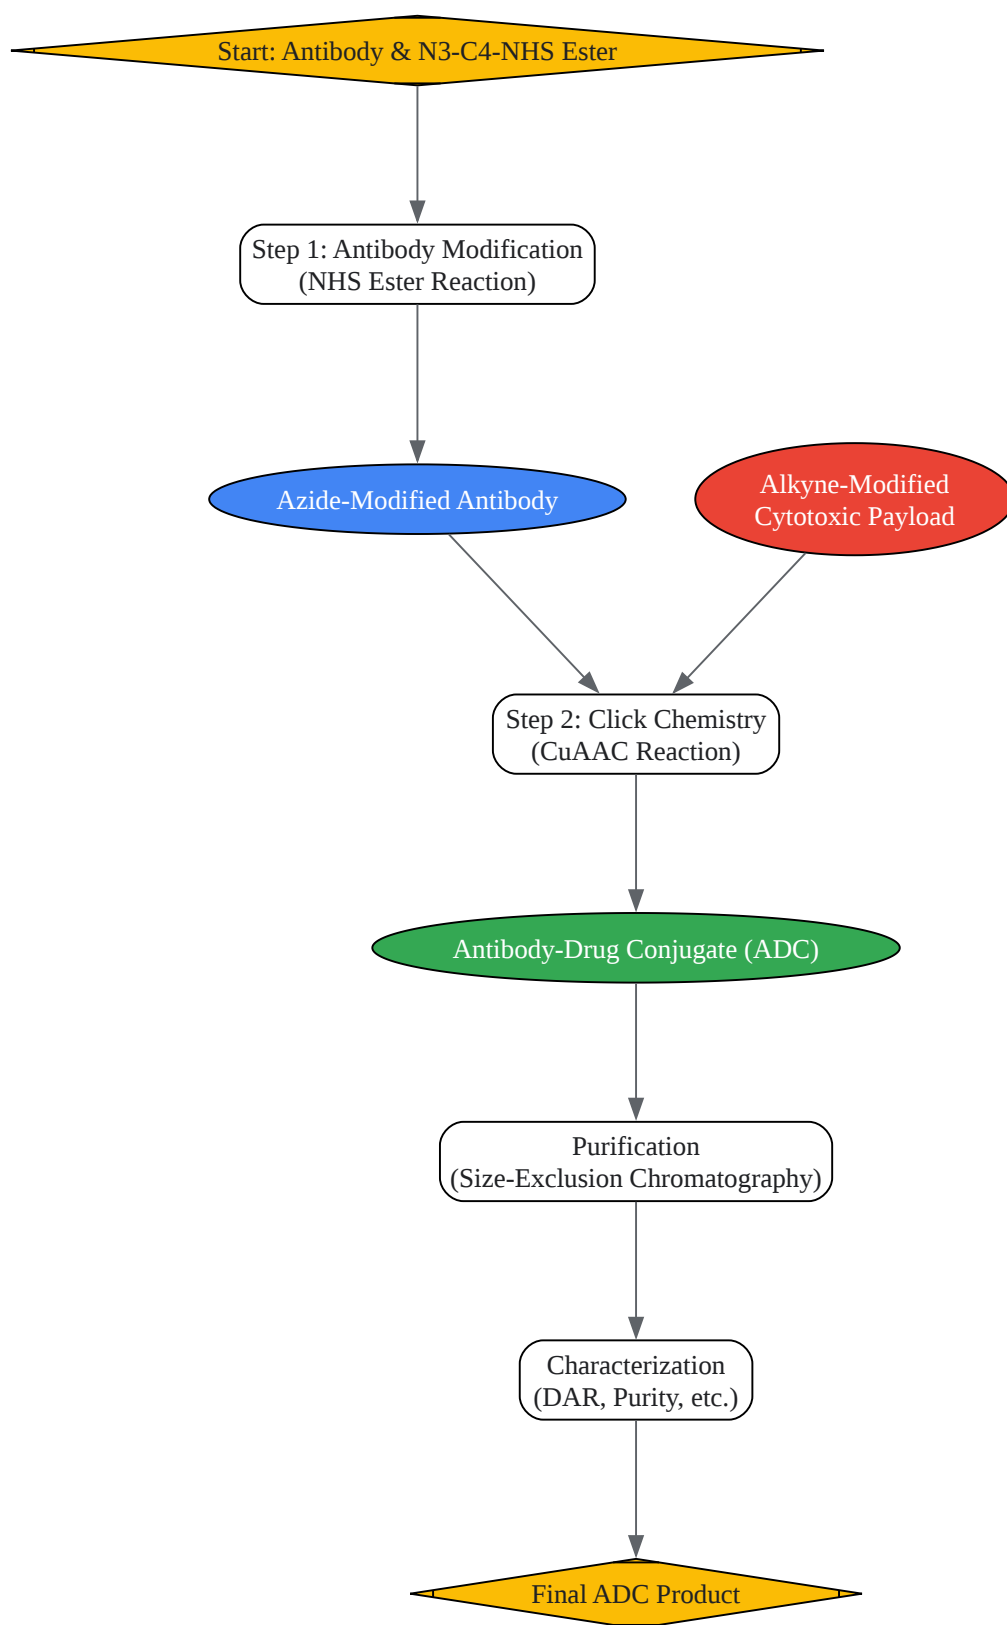 Start: Antibody & N3-C4-NHS Ester
Step 1: Antibody Modification
(NHS Ester Reaction)
Azide-Modified Antibody
Alkyne-Modified
Cytotoxic Payload
Step 2: Click Chemistry
(CuAAC Reaction)
Antibody-Drug Conjugate (ADC)
Purification
(Size-Exclusion Chromatography)
Characterization
(DAR, Purity, etc.)
Final ADC Product